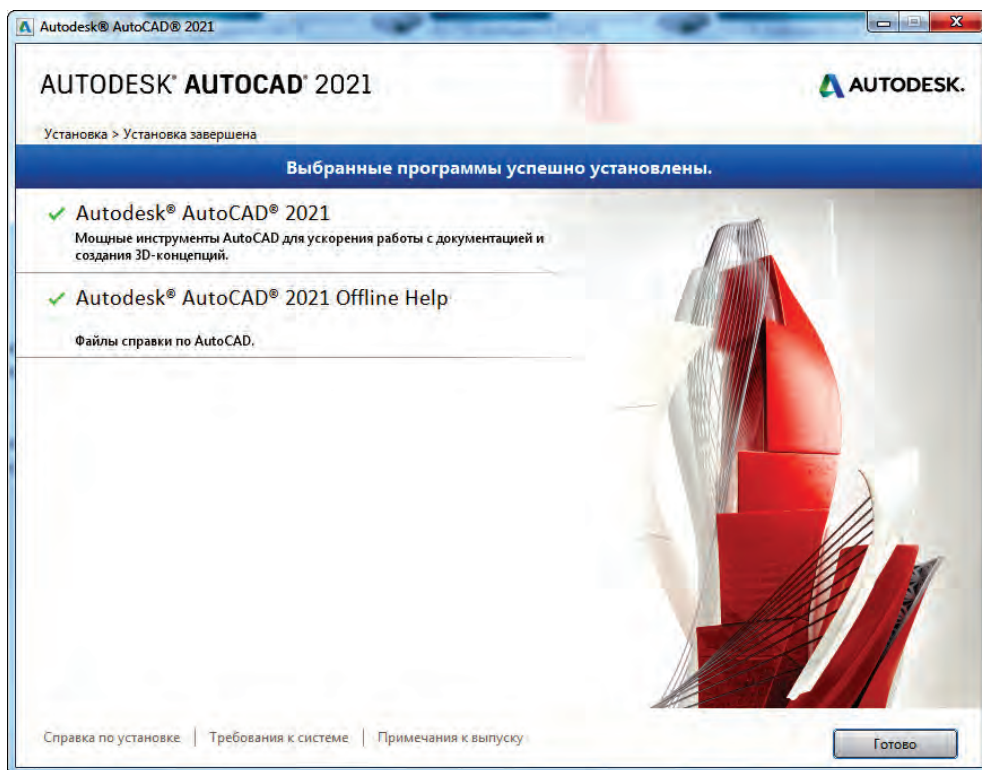 Autodesk® AutoCAD® 2021
AUTODESK® AUTOCAD® 2021
AUTODESK.
Установка > Установка завершена
Выбранные программы успешно установлены.
Autodesk® AutoCAD® 2021
Мощные инструменты AutoCAD для ускорения работы с документацией и
создания 3D-концепций.
Autodesk® AutoCAD® 2021 Offline Help
Файлы справки по AutoCAD.
Справка по установке | Требования к системе | Примечания к выпуску
Готово